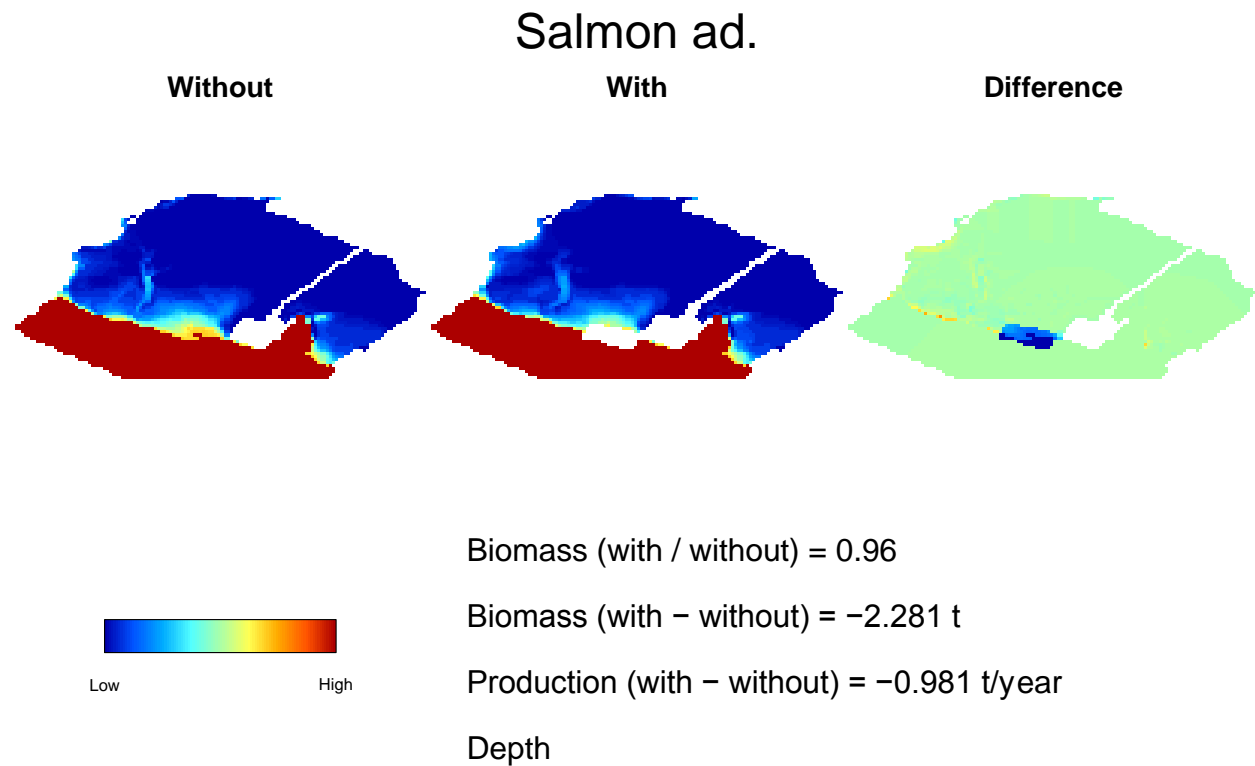 Salmon ad.
Without With Difference
Biomass (with / without) = 0.96
Biomass (with − without) = −2.281 t
Low High
Production (with − without) = −0.981 t/year
Depth